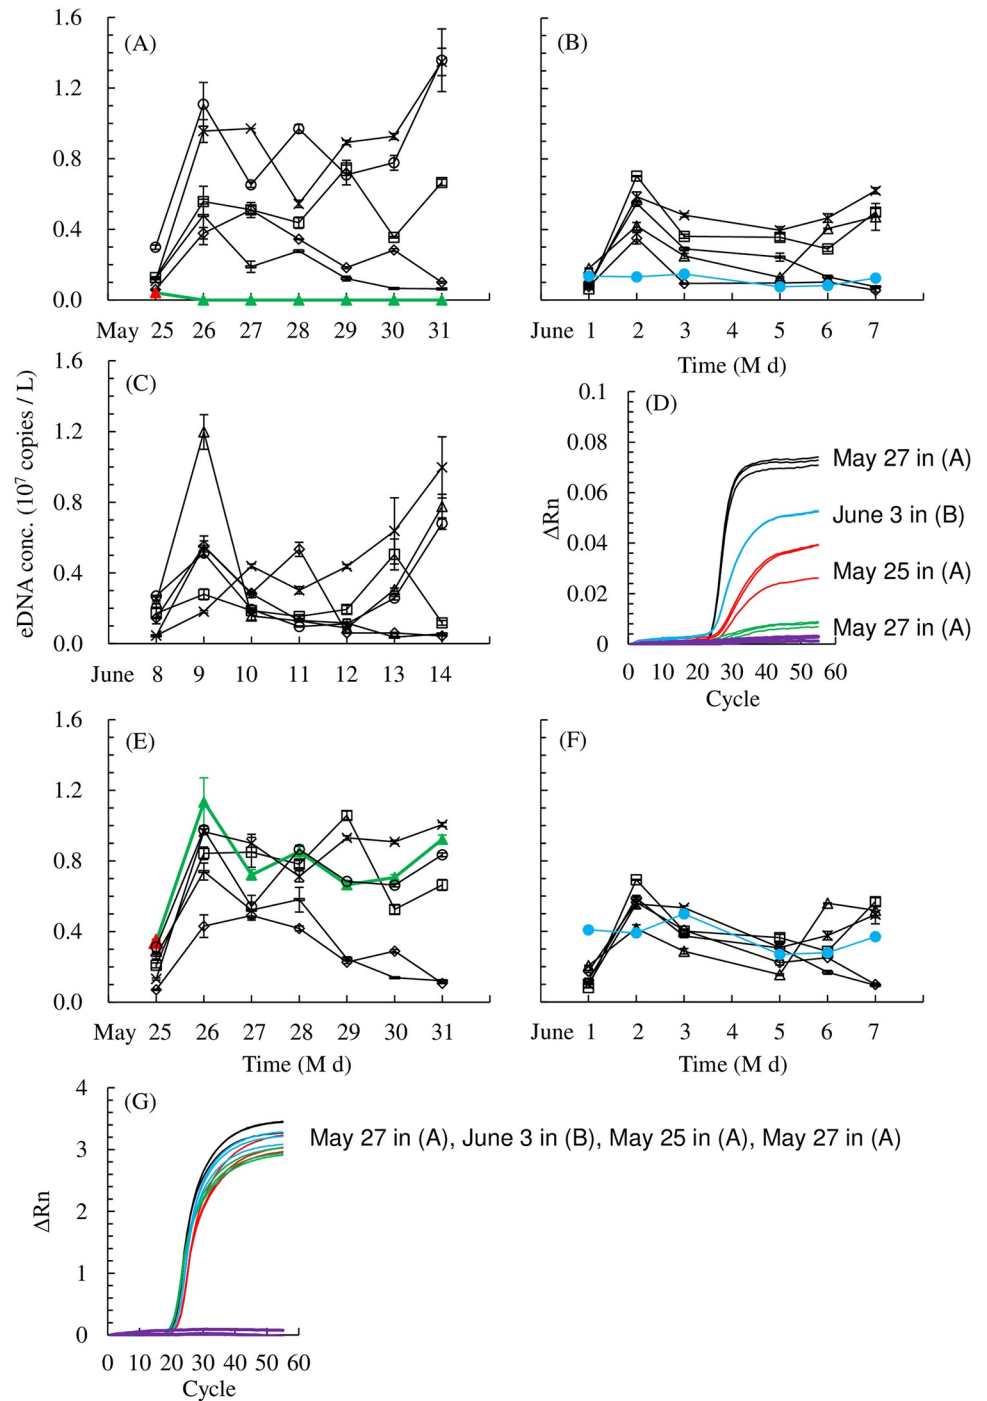 1.6
(A)
(B)
1.2
0.8
0.4
0.0
May 25 26 27 28 29 30 31
June 1 2 3 4 5 6 7
Time (M d)
eDNA conc. (10⁷ copies / L)
1.6
(C)
1.2
0.8
0.4
0.0
June 8 9 10 11 12 13 14
0.1
(D)
0.08
0.06
0.04
0.02
0
ΔRn
May 27 in (A)
June 3 in (B)
May 25 in (A)
May 27 in (A)
0 10 20 30 40 50 60
Cycle
1.6
(E)
(F)
1.2
0.8
0.4
0.0
May 25 26 27 28 29 30 31
June 1 2 3 4 5 6 7
Time (M d)
Time (M d)
4
(G)
3
2
1
0
ΔRn
May 27 in (A), June 3 in (B), May 25 in (A), May 27 in (A)
0 10 20 30 40 50 60
Cycle